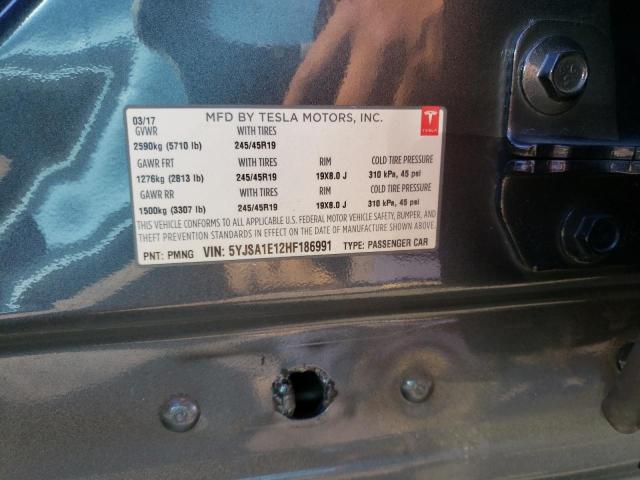 03/17 MFD BY TESLA MOTORS, INC.
GVWR WITH TIRES
2590kg (5710 lb) 245/45R19
GAWR FRT WITH TIRES RIM COLD TIRE PRESSURE
1276kg (2813 lb) 245/45R19 19X8.0 J 310 kPa, 45 psi
GAWR RR WITH TIRES RIM COLD TIRE PRESSURE
1500kg (3307 lb) 245/45R19 19X8.0 J 310 kPa, 45 psi
THIS VEHICLE CONFORMS TO ALL APPLICABLE U.S. FEDERAL MOTOR VEHICLE SAFETY, BUMPER, AND
THEFT PREVENTION STANDARDS IN EFFECT ON THE DATE OF MANUFACTURE SHOWN ABOVE.
PNT: PMNG VIN: 5YJSA1E12HF186991 TYPE: PASSENGER CAR
TESLA